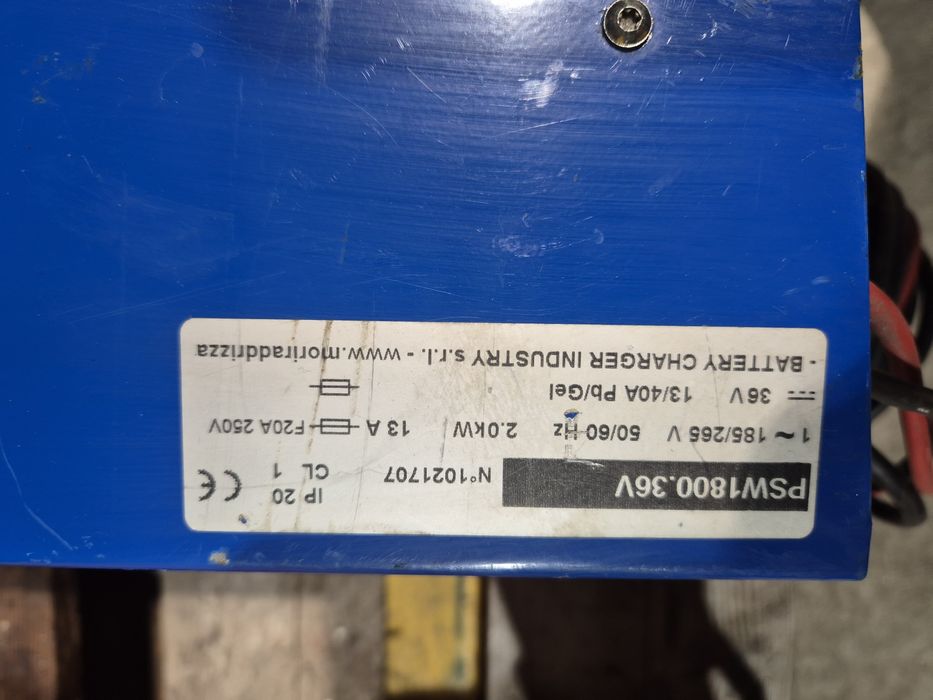 PSW1800.36V N°1021707 IP 20
CL 1 CE
1 ~ 185/265 V 50/60 Hz 2.0kW 13 A F20A 250V
36V 13/40A Pb/Gel
- BATTERY CHARGER INDUSTRY s.r.l. - www.moriraddrizza